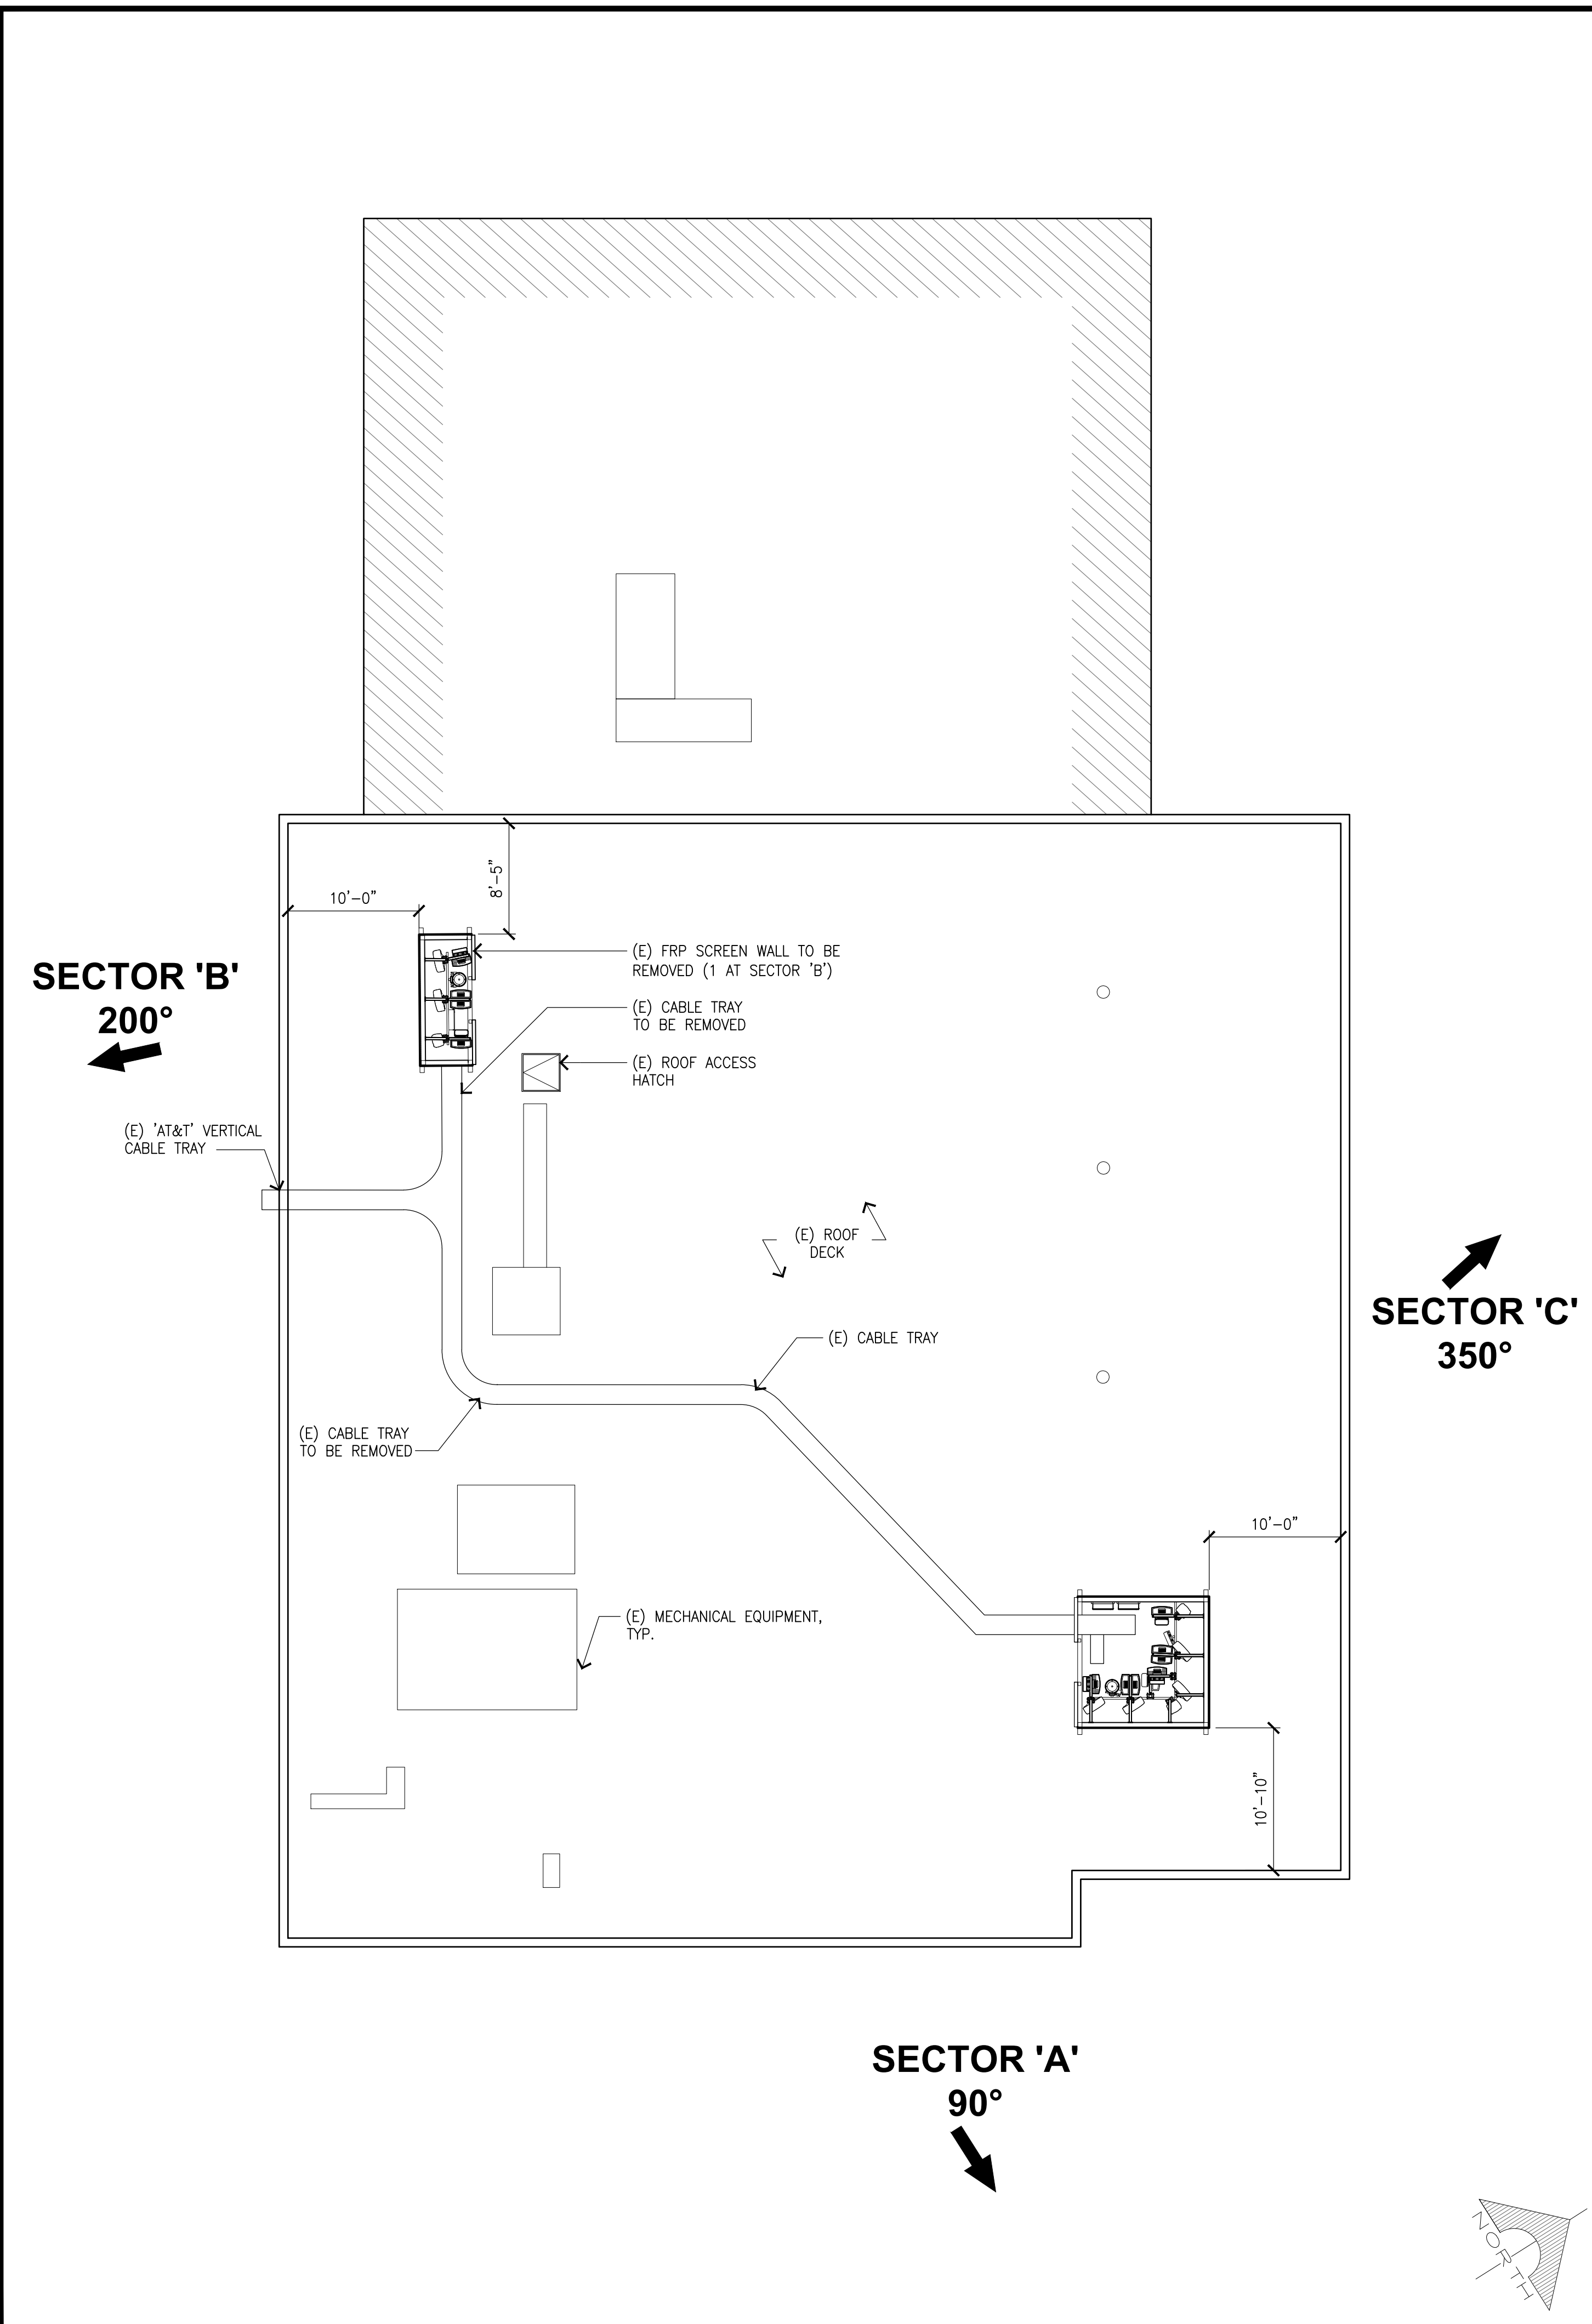 8'-5"
10'-0"
(E) FRP SCREEN WALL TO BE
REMOVED (1 AT SECTOR 'B')
SECTOR 'B'
200°
(E) CABLE TRAY
TO BE REMOVED
(E) ROOF ACCESS
HATCH
(E) 'AT&T' VERTICAL
CABLE TRAY
(E) ROOF
DECK
SECTOR 'C'
350°
(E) CABLE TRAY
(E) CABLE TRAY
TO BE REMOVED
10'-0"
(E) MECHANICAL EQUIPMENT,
TYP.
10'-10"
SECTOR 'A'
90°
NORTH